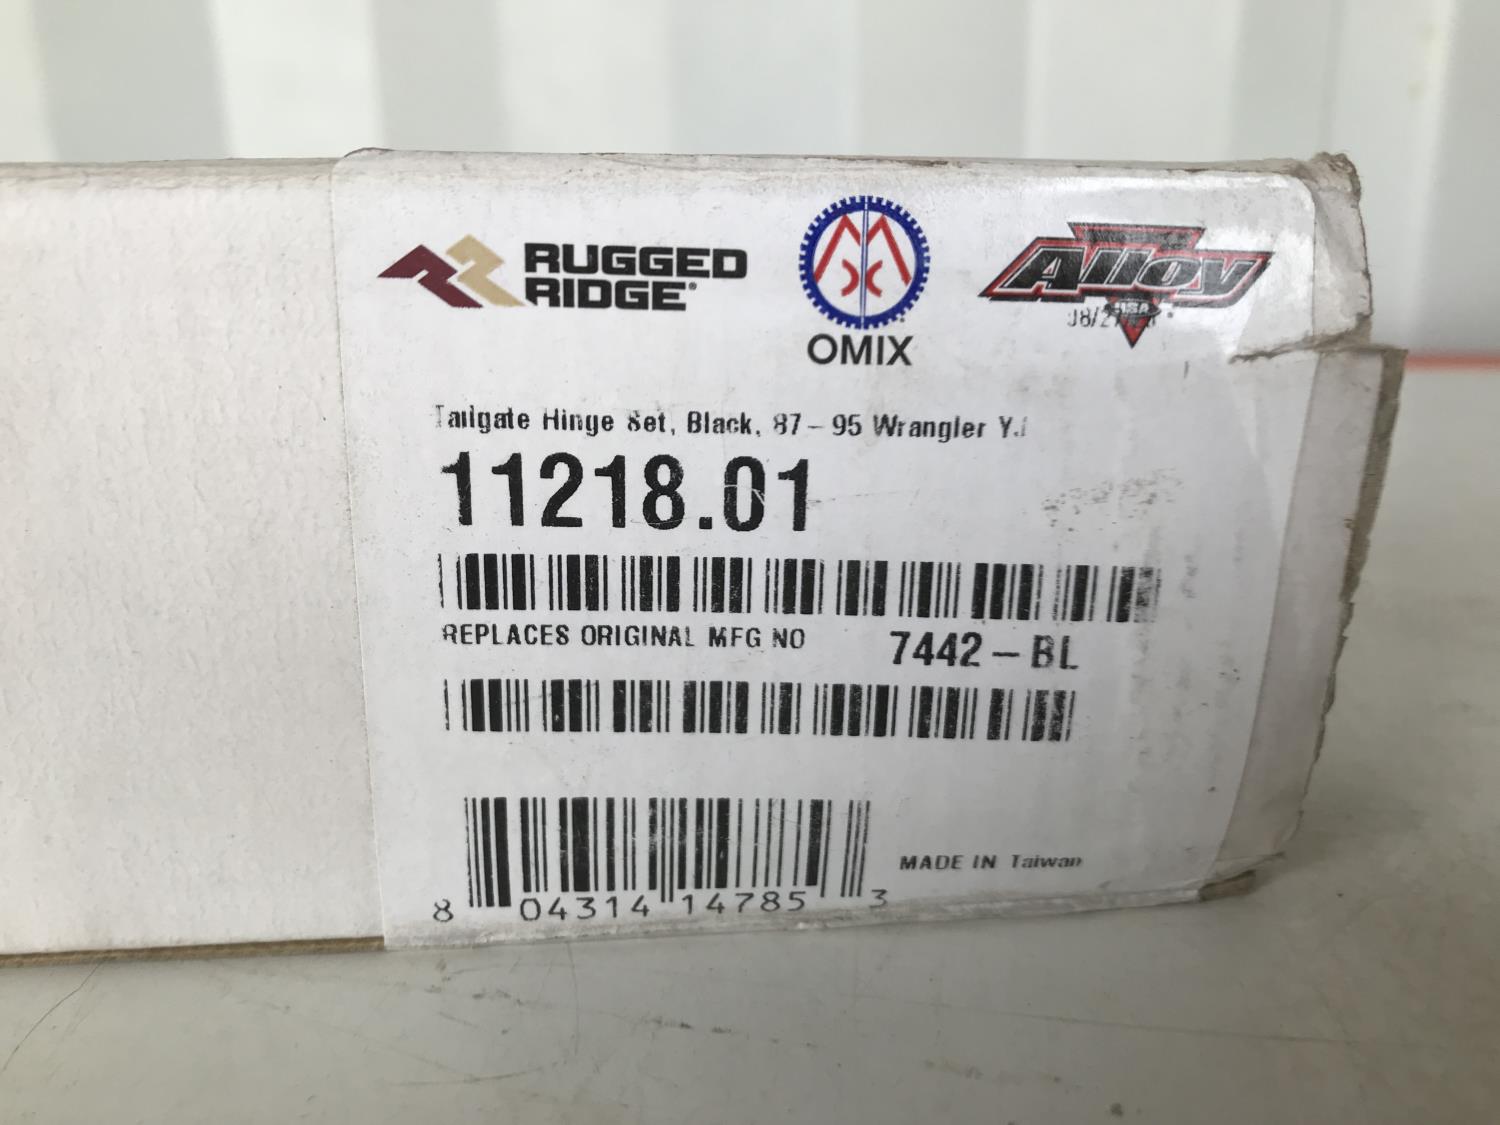 RUGGED
RIDGE®
OMIX
Alloy
USA
Tailgate Hinge Set, Black, 87-95 Wrangler YJ
11218.01
REPLACES ORIGINAL MFG NO 7442-BL
MADE IN Taiwan
8 04314 14785 3